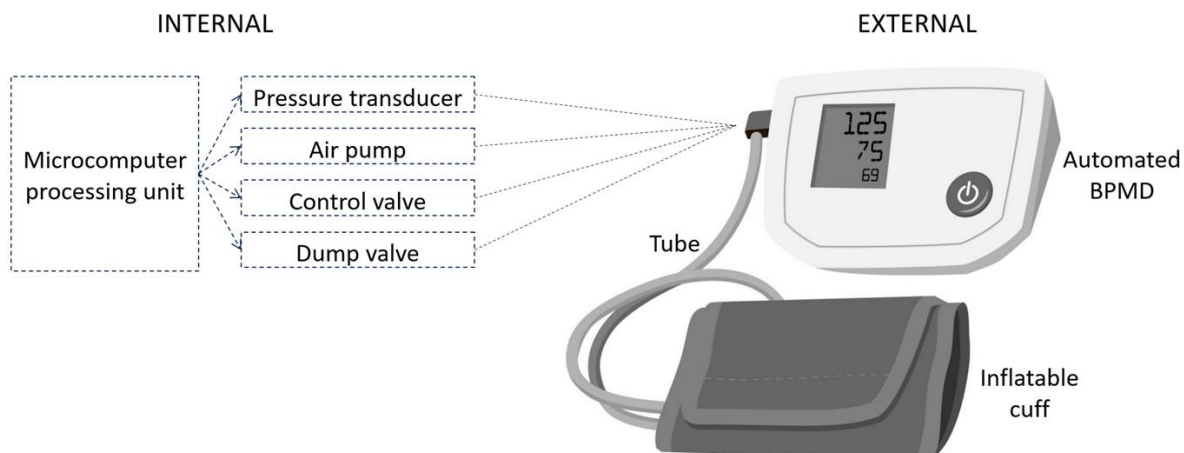 INTERNAL
EXTERNAL
Microcomputer
processing unit
Pressure transducer
Air pump
Control valve
Dump valve
125
75
69
Automated
BPMD
Tube
Inflatable
cuff